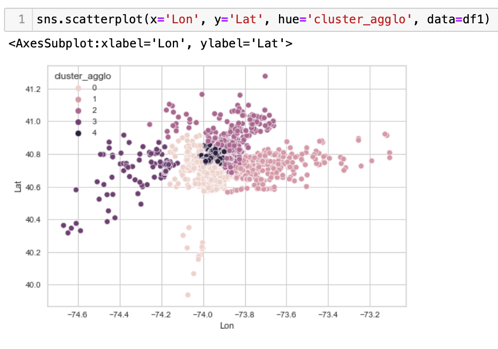 1 sns.scatterplot(x='Lon', y='Lat', hue='cluster_agglo', data=df1)
<AxesSubplot:xlabel='Lon', ylabel='Lat'>
cluster_agglo
0
1
2
3
4
41.2
41.0
40.8
40.6
40.4
40.2
40.0
Lat
−74.6 −74.4 −74.2 −74.0 −73.8 −73.6 −73.4 −73.2
Lon